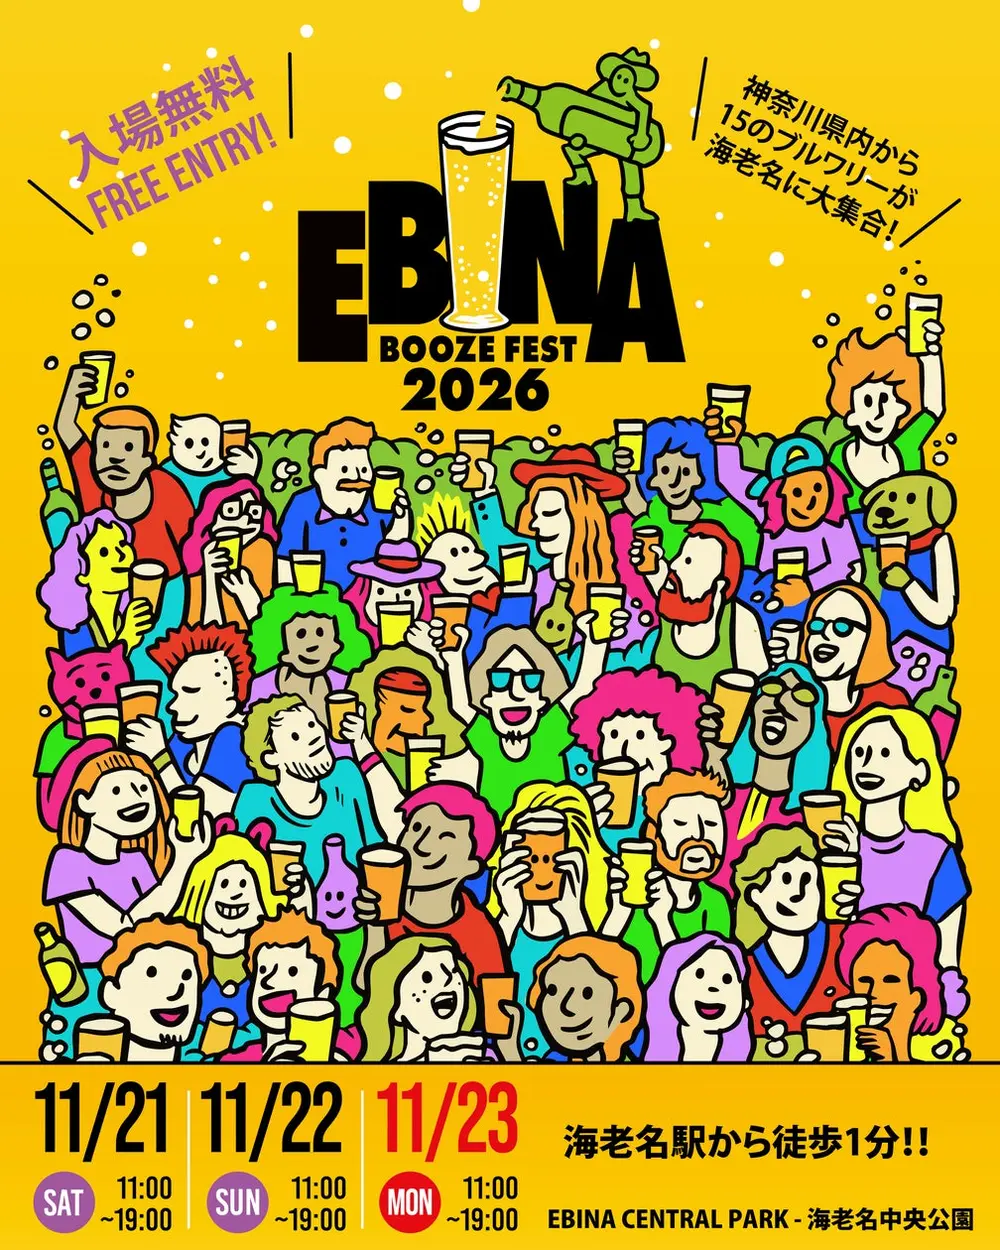 入場無料
FREE ENTRY!
神奈川県内から
15のブルワリーが
海老名に大集合!
EBINA
BOOZE FEST
2026
11/21
SAT
11:00
~19:00
11/22
SUN
11:00
~19:00
11/23
MON
11:00
~19:00
海老名駅から徒歩1分!!
EBINA CENTRAL PARK - 海老名中央公園